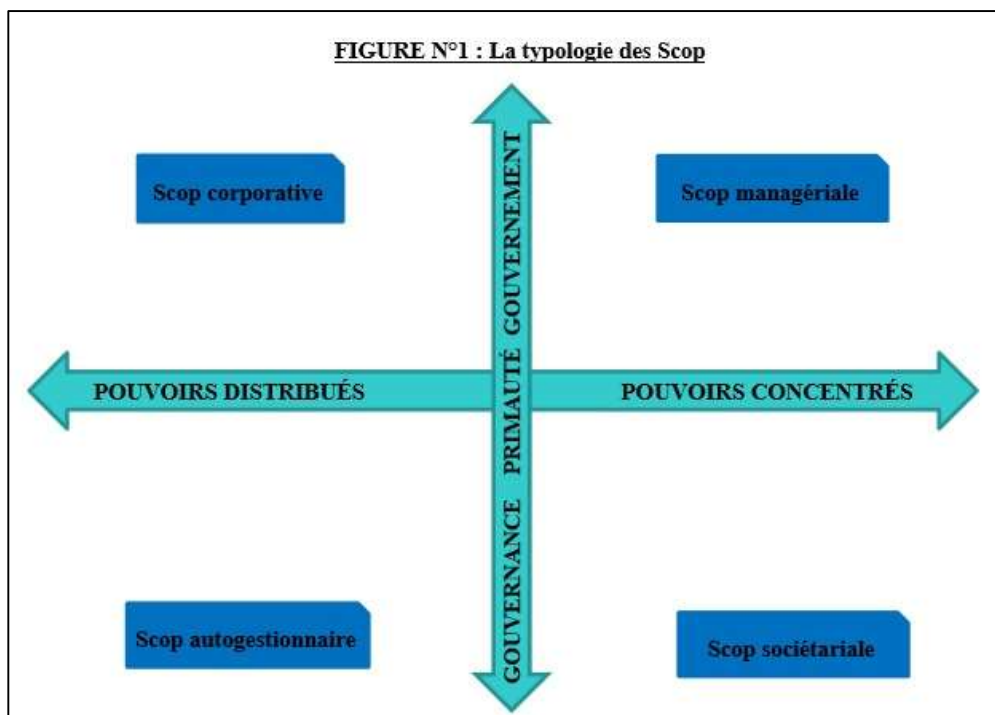 FIGURE N°1 : La typologie des Scop
Scop corporative
Scop managériale
POUVOIRS DISTRIBUÉS
POUVOIRS CONCENTRÉS
GOUVERNANCE PRIMAUTÉ GOUVERNEMENT
Scop autogestionnaire
Scop sociétariale